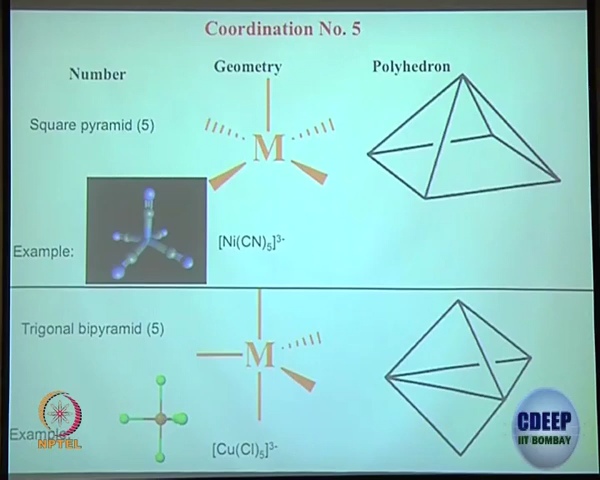 Coordination No. 5
Number Geometry Polyhedron
Square pyramid (5)
M
Example: [Ni(CN)₅]³⁻
Trigonal bipyramid (5)
M
Example: [Cu(Cl)₅]³⁻
NPTEL
CDEEP
IIT BOMBAY